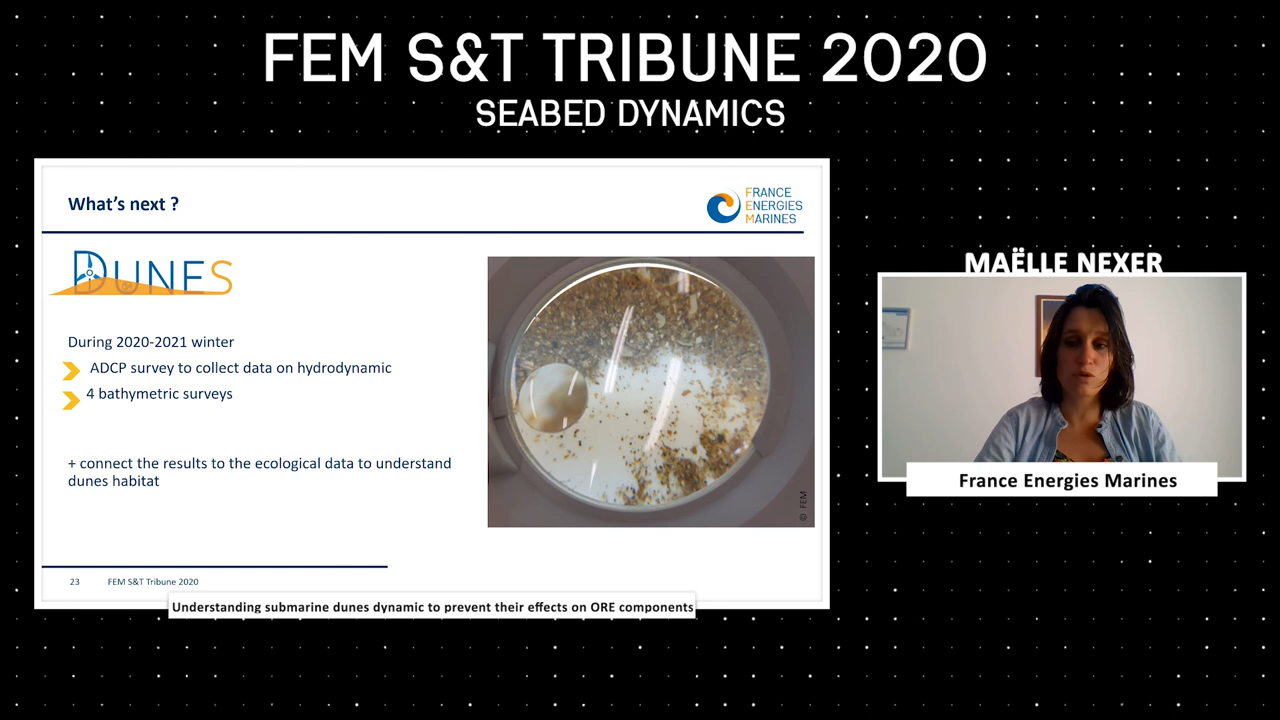 FEM S&T TRIBUNE 2020
SEABED DYNAMICS
What's next ?
FRANCE
ENERGIES
MARINES
DUNES
During 2020-2021 winter
ADCP survey to collect data on hydrodynamic
4 bathymetric surveys
+ connect the results to the ecological data to understand
dunes habitat
© FEM
23 FEM S&T Tribune 2020
Understanding submarine dunes dynamic to prevent their effects on ORE components
MAËLLE NEXER
France Energies Marines